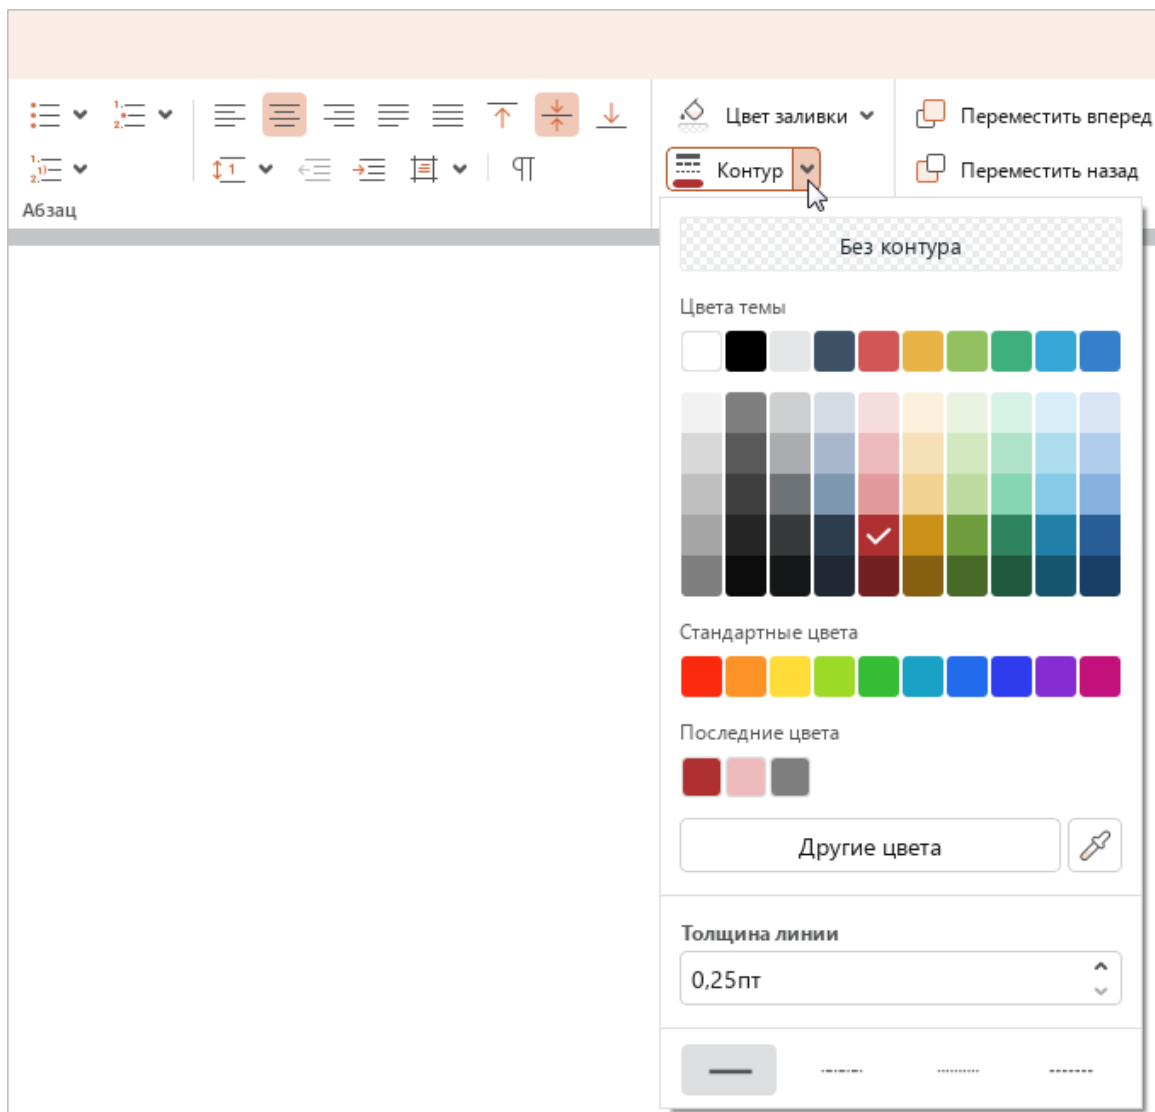 Цвет заливки
Переместить вперед
Контур
Переместить назад
Абзац
Без контура
Цвета темы
Стандартные цвета
Последние цвета
Другие цвета
Толщина линии
0,25пт